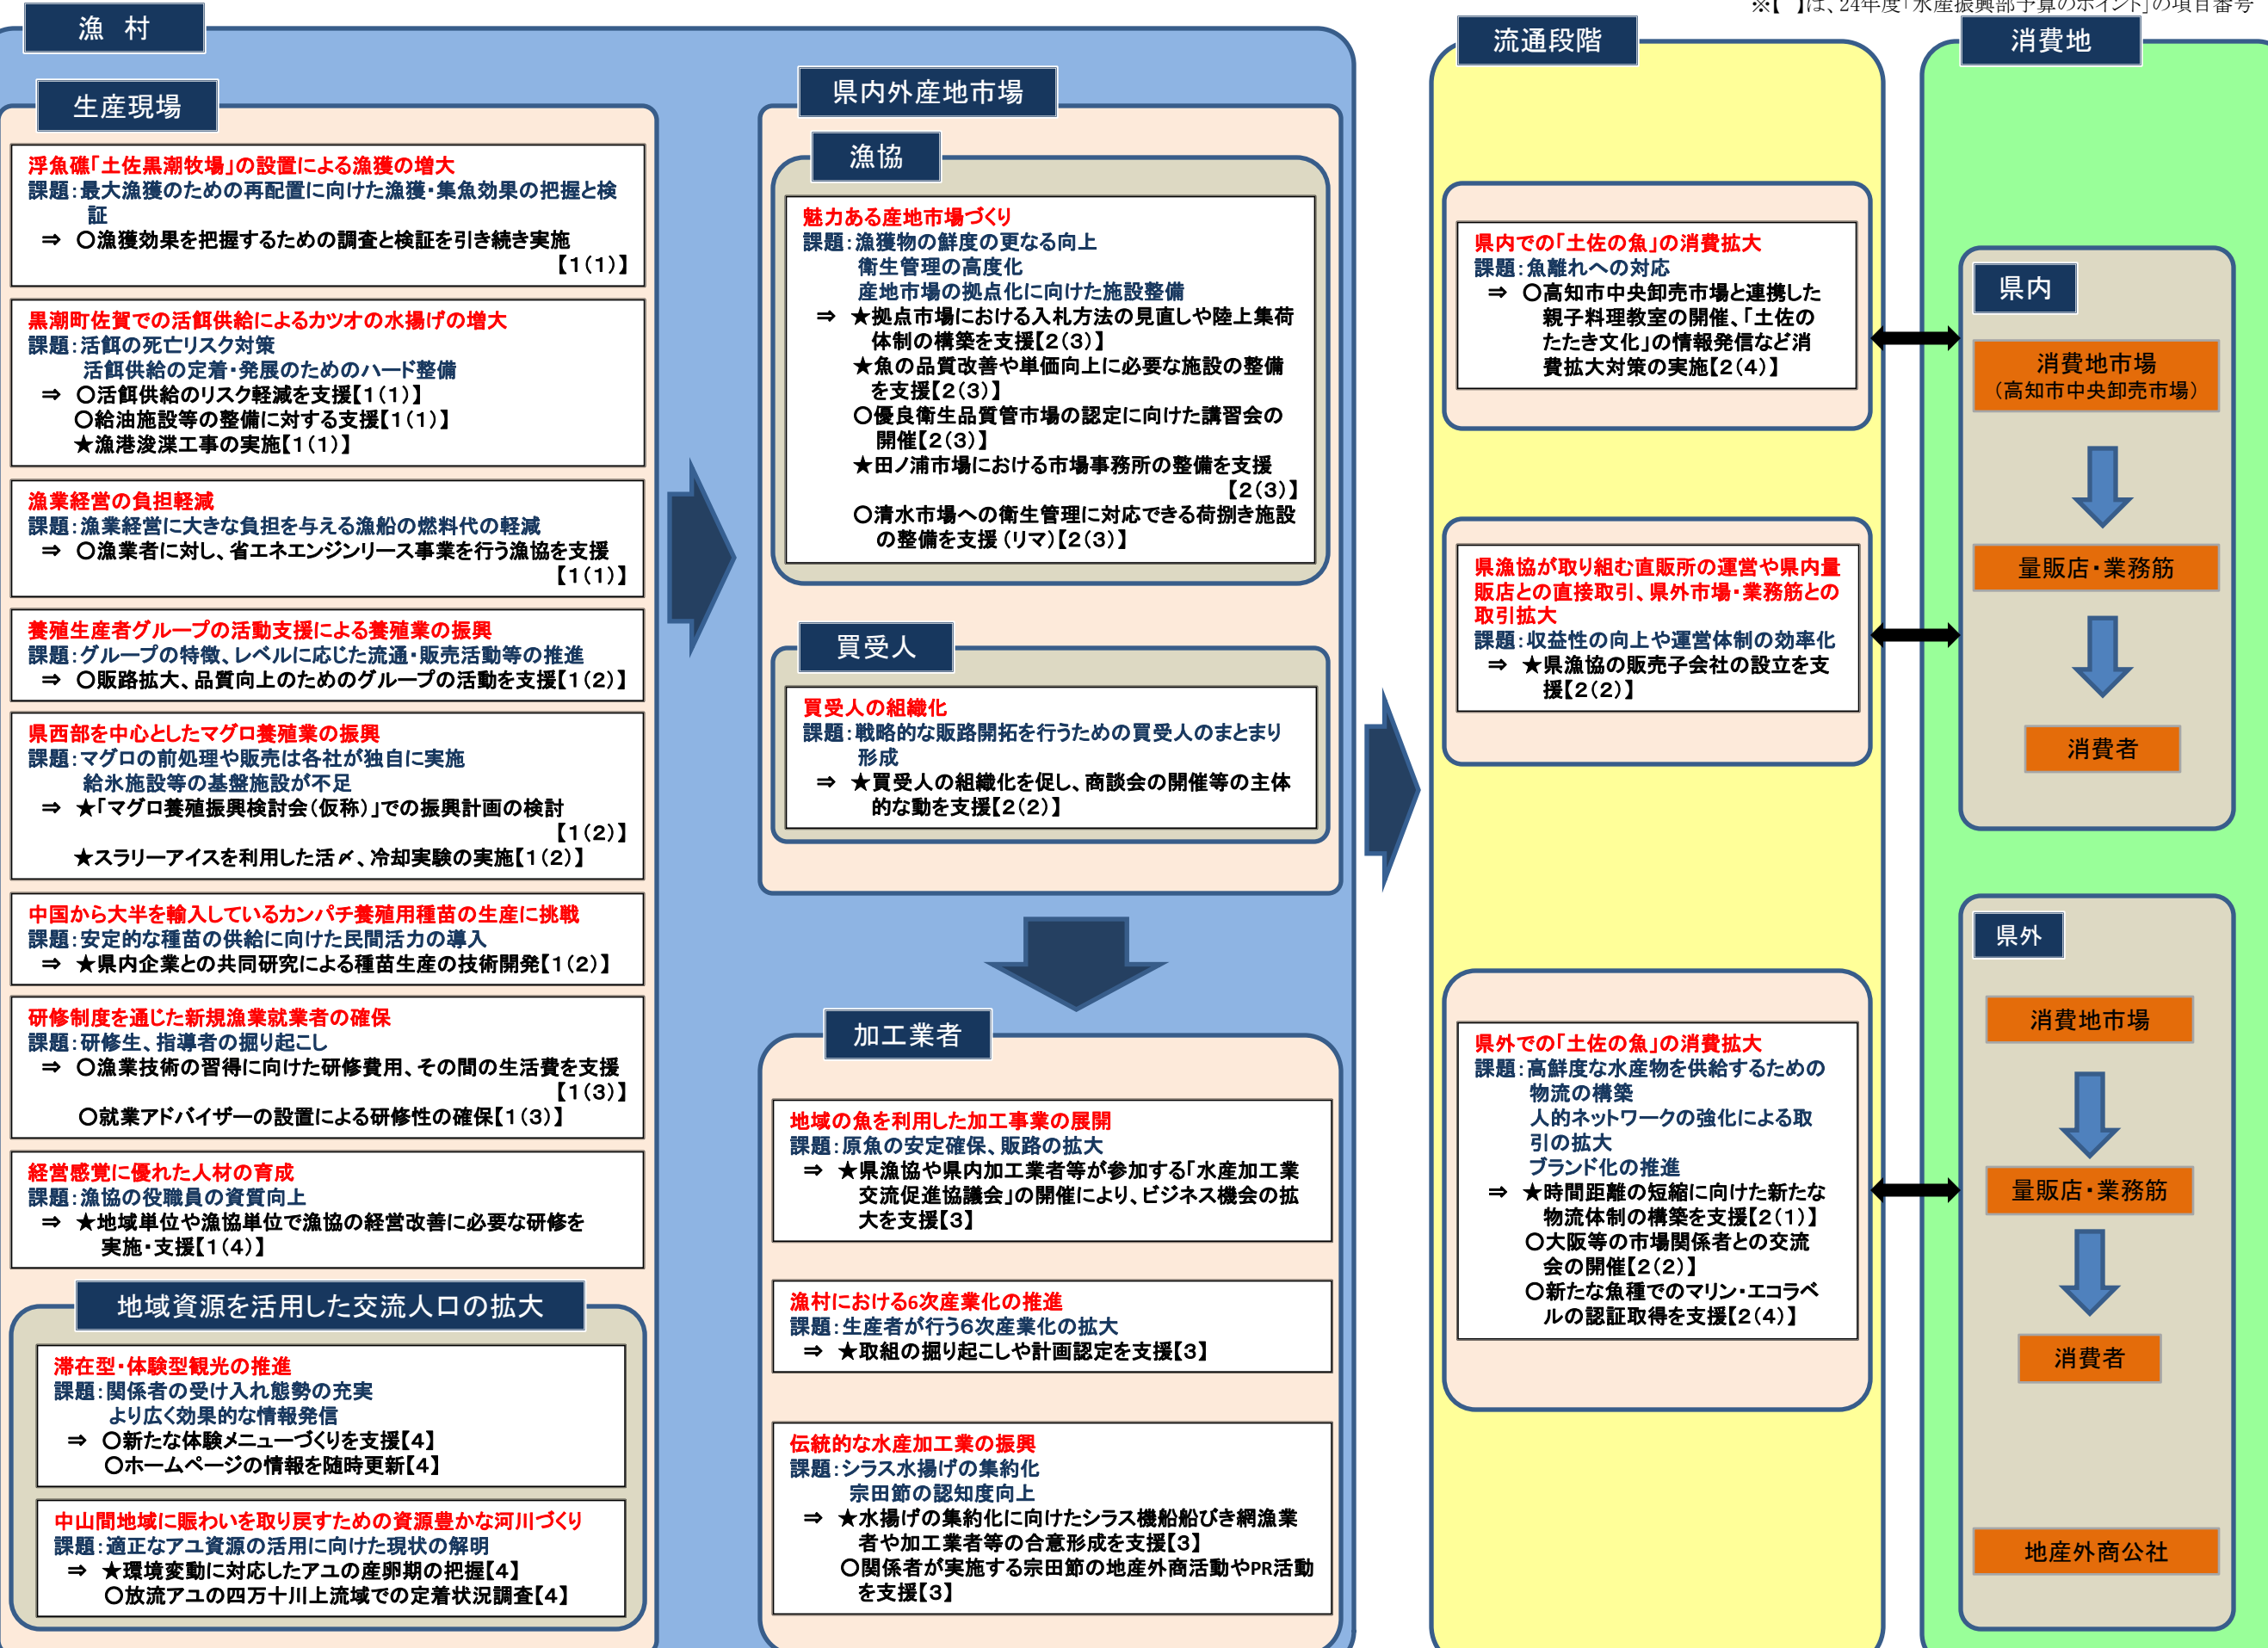 ※【　】は、24年度「水産振興部予算のポイント」の項目番号
漁　村
生産現場
浮魚礁「土佐黒潮牧場」の設置による漁獲の増大
課題：最大漁獲のための再配置に向けた漁獲・集魚効果の把握と検
証
⇒　○漁獲効果を把握するための調査と検証を引き続き実施
【1(1)】
黒潮町佐賀での活餌供給によるカツオの水揚げの増大
課題：活餌の死亡リスク対策
活餌供給の定着・発展のためのハード整備
⇒　○活餌供給のリスク軽減を支援【1(1)】
○給油施設等の整備に対する支援【1(1)】
★漁港浚渫工事の実施【1(1)】
漁業経営の負担軽減
課題：漁業経営に大きな負担を与える漁船の燃料代の軽減
⇒　○漁業者に対し、省エネエンジンリース事業を行う漁協を支援
【1(1)】
養殖生産者グループの活動支援による養殖業の振興
課題：グループの特徴、レベルに応じた流通・販売活動等の推進
⇒　○販路拡大、品質向上のためのグループの活動を支援【1(2)】
県西部を中心としたマグロ養殖業の振興
課題：マグロの前処理や販売は各社が独自に実施
給氷施設等の基盤施設が不足
⇒　★「マグロ養殖振興検討会(仮称)」での振興計画の検討
【1(2)】
★スラリーアイスを利用した活〆、冷却実験の実施【1(2)】
中国から大半を輸入しているカンパチ養殖用種苗の生産に挑戦
課題：安定的な種苗の供給に向けた民間活力の導入
⇒　★県内企業との共同研究による種苗生産の技術開発【1(2)】
研修制度を通じた新規漁業就業者の確保
課題：研修生、指導者の掘り起こし
⇒　○漁業技術の習得に向けた研修費用、その間の生活費を支援
【1(3)】
○就業アドバイザーの設置による研修性の確保【1(3)】
経営感覚に優れた人材の育成
課題：漁協の役職員の資質向上
⇒　★地域単位や漁協単位で漁協の経営改善に必要な研修を
実施・支援【1(4)】
地域資源を活用した交流人口の拡大
滞在型・体験型観光の推進
課題：関係者の受け入れ態勢の充実
より広く効果的な情報発信
⇒　○新たな体験メニューづくりを支援【4】
○ホームページの情報を随時更新【4】
中山間地域に賑わいを取り戻すための資源豊かな河川づくり
課題：適正なアユ資源の活用に向けた現状の解明
⇒　★環境変動に対応したアユの産卵期の把握【4】
○放流アユの四万十川上流域での定着状況調査【4】
県内外産地市場
漁協
魅力ある産地市場づくり
課題：漁獲物の鮮度の更なる向上
衛生管理の高度化
産地市場の拠点化に向けた施設整備
⇒　★拠点市場における入札方法の見直しや陸上集荷
体制の構築を支援【2(3)】
★魚の品質改善や単価向上に必要な施設の整備
を支援【2(3)】
○優良衛生品質管市場の認定に向けた講習会の
開催【2(3)】
★田ノ浦市場における市場事務所の整備を支援
【2(3)】
○清水市場への衛生管理に対応できる荷捌き施設
の整備を支援 (リマ)【2(3)】
買受人
買受人の組織化
課題：戦略的な販路開拓を行うための買受人のまとまり
形成
⇒　★買受人の組織化を促し、商談会の開催等の主体
的な動を支援【2(2)】
加工業者
地域の魚を利用した加工事業の展開
課題：原魚の安定確保、販路の拡大
⇒　★県漁協や県内加工業者等が参加する「水産加工業
交流促進協議会」の開催により、ビジネス機会の拡
大を支援【3】
漁村における6次産業化の推進
課題：生産者が行う6次産業化の拡大
⇒　★取組の掘り起こしや計画認定を支援【3】
伝統的な水産加工業の振興
課題：シラス水揚げの集約化
宗田節の認知度向上
⇒　★水揚げの集約化に向けたシラス機船船びき網漁業
者や加工業者等の合意形成を支援【3】
○関係者が実施する宗田節の地産外商活動やPR活動
を支援【3】
流通段階
県内での「土佐の魚」の消費拡大
課題：魚離れへの対応
⇒　○高知市中央卸売市場と連携した
親子料理教室の開催、「土佐の
たたき文化」の情報発信など消
費拡大対策の実施【2(4)】
県漁協が取り組む直販所の運営や県内量
販店との直接取引、県外市場・業務筋との
取引拡大
課題：収益性の向上や運営体制の効率化
⇒　★県漁協の販売子会社の設立を支
援【2(2)】
県外での「土佐の魚」の消費拡大
課題：高鮮度な水産物を供給するための
物流の構築
人的ネットワークの強化による取
引の拡大
ブランド化の推進
⇒　★時間距離の短縮に向けた新たな
物流体制の構築を支援【2(1)】
○大阪等の市場関係者との交流
会の開催【2(2)】
○新たな魚種でのマリン・エコラベ
ルの認証取得を支援【2(4)】
消費地
県内
消費地市場
(高知市中央卸売市場)
量販店・業務筋
消費者
県外
消費地市場
量販店・業務筋
消費者
地産外商公社